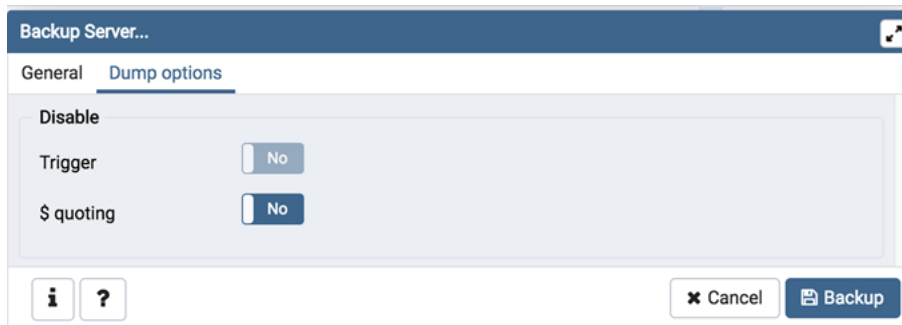 Backup Server...
General Dump options
Disable
Trigger No
$ quoting No
i ? Cancel Backup